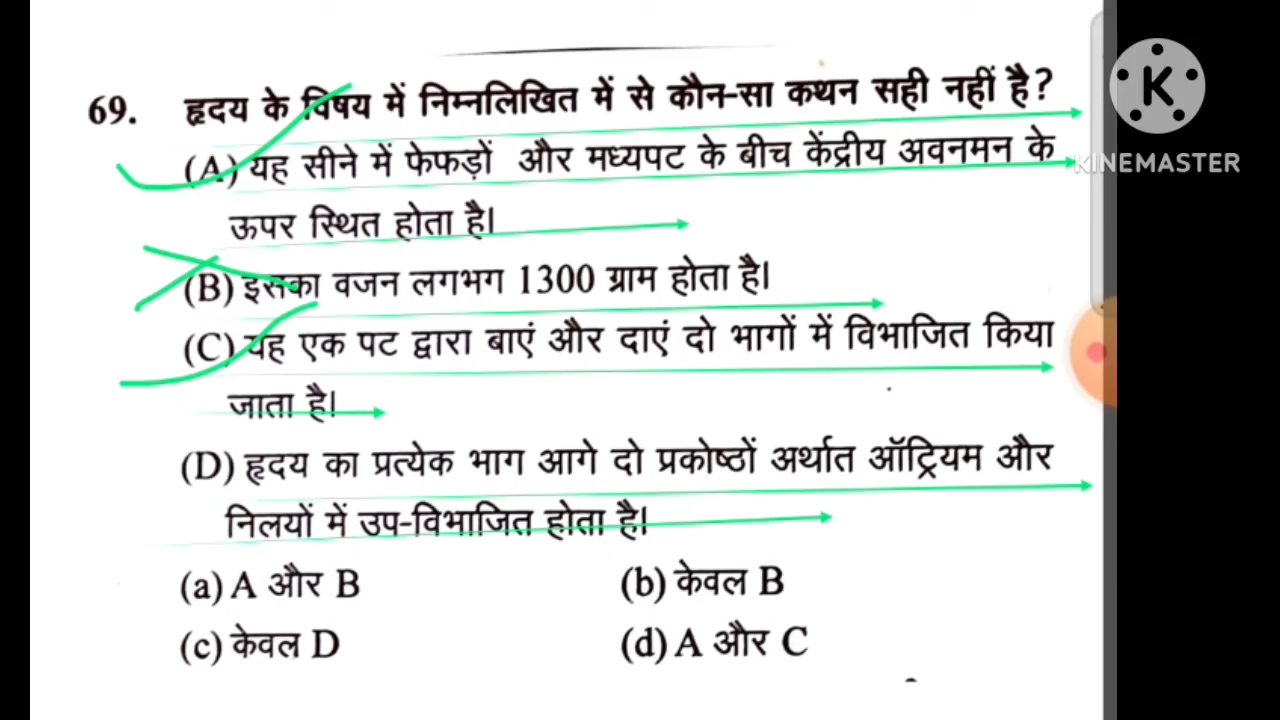 69. हृदय के विषय में निम्नलिखित में से कौन-सा कथन सही नहीं है?
(A) यह सीने में फेफड़ों और मध्यपट के बीच केंद्रीय अवनमन के
ऊपर स्थित होता है।
(B) इसका वजन लगभग 1300 ग्राम होता है।
(C) यह एक पट द्वारा बाएं और दाएं दो भागों में विभाजित किया
जाता है।
(D) हृदय का प्रत्येक भाग आगे दो प्रकोष्ठों अर्थात ऑट्रियम और
निलयों में उप-विभाजित होता है।
(a) A और B (b) केवल B
(c) केवल D (d) A और C
K
KINEMASTER